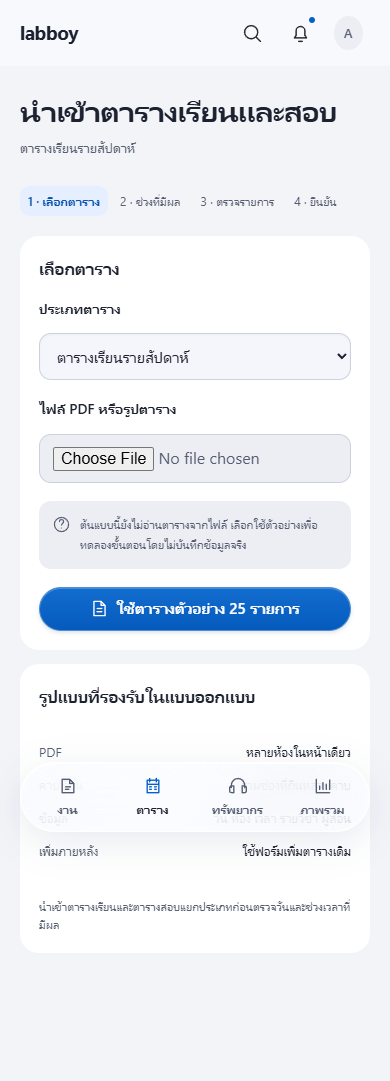 labboy
A
นำเข้าตารางเรียนและสอบ
ตารางเรียนรายสัปดาห์
1 · เลือกตาราง
2 · ช่วงที่มีผล
3 · ตรวจรายการ
4 · ยืนยัน
เลือกตาราง
ประเภทตาราง
ตารางเรียนรายสัปดาห์
ไฟล์ PDF หรือรูปตาราง
Choose File No file chosen
ต้นแบบนี้ยังไม่อ่านตารางจากไฟล์ เลือกใช้ตัวอย่างเพื่อ
ทดลองขั้นตอนโดยไม่บันทึกข้อมูลจริง
ใช้ตารางตัวอย่าง 25 รายการ
รูปแบบที่รองรับในแบบออกแบบ
PDF หลายห้องในหน้าเดียว
งาน
ตาราง
ทรัพยากร
ภาพรวม
เพิ่มภายหลัง ใช้ฟอร์มเพิ่มตารางเดิม
นำเข้าตารางเรียนและตารางสอบแยกประเภทก่อนตรวจวันและช่วงเวลาที่
มีผล